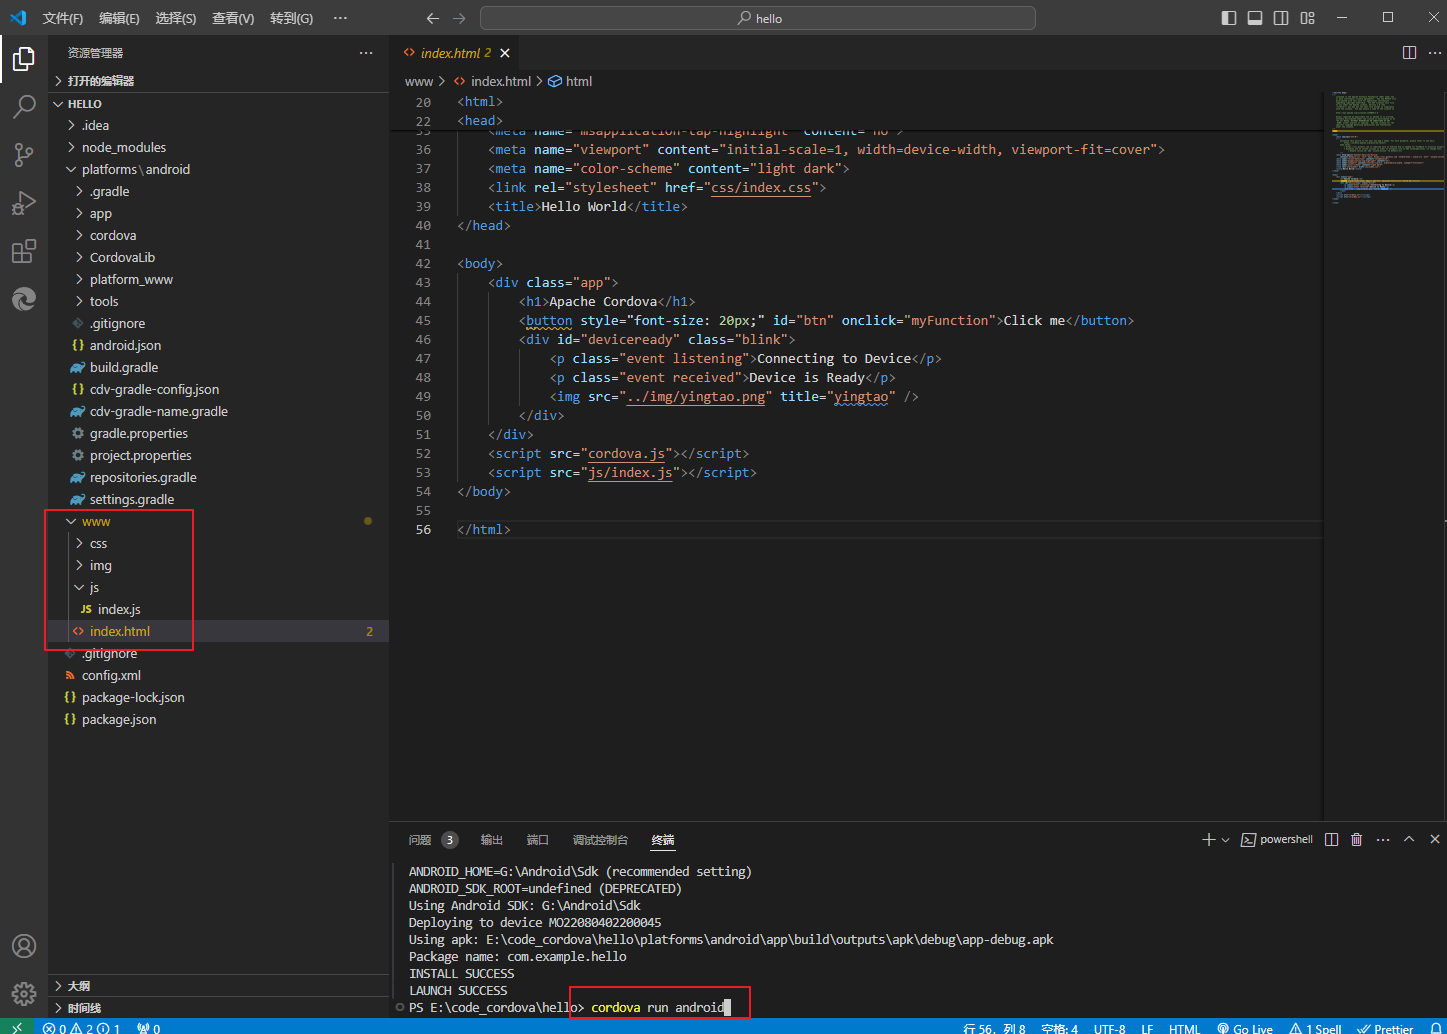 文件(F) 编辑(E) 选择(S) 查看(V) 转到(G) ··· hello
资源管理器 ···
打开的编辑器
HELLO
.idea
node_modules
platforms \ android
.gradle
app
cordova
CordovaLib
platform_www
tools
.gitignore
android.json
build.gradle
cdv-gradle-config.json
cdv-gradle-name.gradle
gradle.properties
project.properties
repositories.gradle
settings.gradle
www
css
img
js
JS index.js
index.html 2
.gitignore
config.xml
package-lock.json
package.json
大纲
时间线
index.html 2
www > index.html > html
20 <html>
22 <head>
35 <meta name="msapplication-tap-highlight" content="no">
36 <meta name="viewport" content="initial-scale=1, width=device-width, viewport-fit=cover">
37 <meta name="color-scheme" content="light dark">
38 <link rel="stylesheet" href="css/index.css">
39 <title>Hello World</title>
40 </head>
41
42 <body>
43 <div class="app">
44 <h1>Apache Cordova</h1>
45 <button style="font-size: 20px;" id="btn" onclick="myFunction">Click me</button>
46 <div id="deviceready" class="blink">
47 <p class="event listening">Connecting to Device</p>
48 <p class="event received">Device is Ready</p>
49 <img src="../img/yingtao.png" title="yingtao" />
50 </div>
51 </div>
52 <script src="cordova.js"></script>
53 <script src="js/index.js"></script>
54 </body>
55
56 </html>
问题 3 输出 端口 调试控制台 终端 powershell
ANDROID_HOME=G:\Android\Sdk (recommended setting)
ANDROID_SDK_ROOT=undefined (DEPRECATED)
Using Android SDK: G:\Android\Sdk
Deploying to device MO22080402200045
Using apk: E:\code_cordova\hello\platforms\android\app\build\outputs\apk\debug\app-debug.apk
Package name: com.example.hello
INSTALL SUCCESS
LAUNCH SUCCESS
PS E:\code_cordova\hello> cordova run android
0 2 1 0 行 56，列 8 空格: 4 UTF-8 LF HTML Go Live 1 Spell Prettier